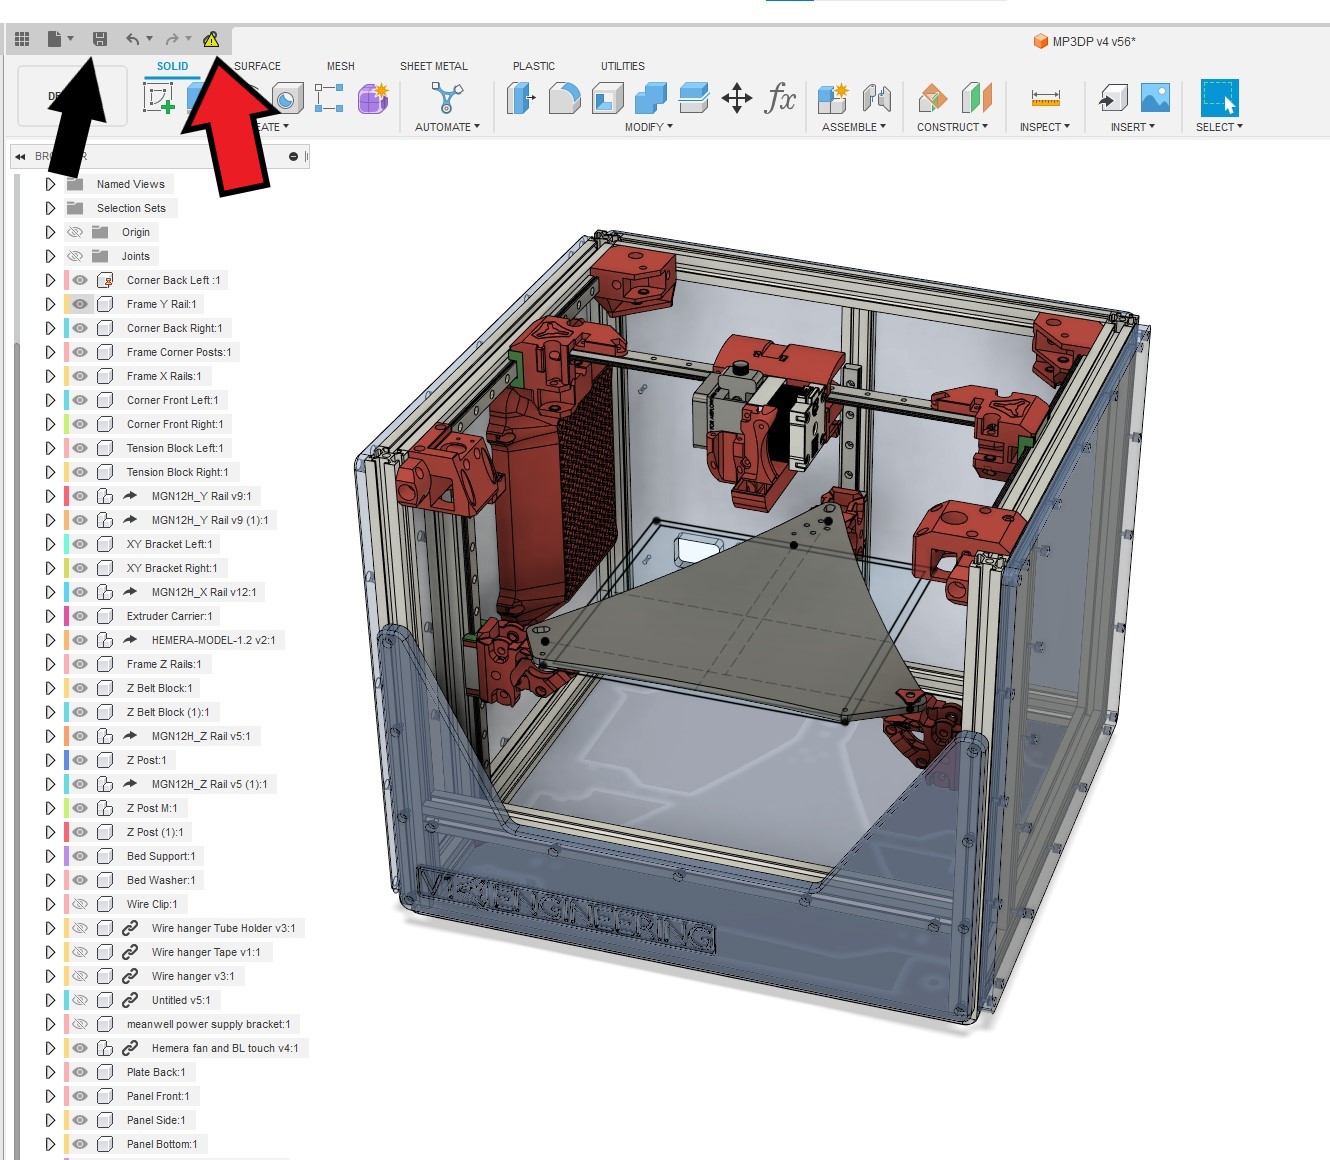 MP3DP v4 v56*
SOLID SURFACE MESH SHEET METAL PLASTIC UTILITIES
AUTOMATE MODIFY ASSEMBLE CONSTRUCT INSPECT INSERT SELECT
Named Views
Selection Sets
Origin
Joints
Corner Back Left :1
Frame Y Rail:1
Corner Back Right:1
Frame Corner Posts:1
Frame X Rails:1
Corner Front Left:1
Corner Front Right:1
Tension Block Left:1
Tension Block Right:1
MGN12H_Y Rail v9:1
MGN12H_Y Rail v9 (1):1
XY Bracket Left:1
XY Bracket Right:1
MGN12H_X Rail v12:1
Extruder Carrier:1
HEMERA-MODEL-1.2 v2:1
Frame Z Rails:1
Z Belt Block:1
Z Belt Block (1):1
MGN12H_Z Rail v5:1
Z Post:1
MGN12H_Z Rail v5 (1):1
Z Post M:1
Z Post (1):1
Bed Support:1
Bed Washer:1
Wire Clip:1
Wire hanger Tube Holder v3:1
Wire hanger Tape v1:1
Wire hanger v3:1
Untitled v5:1
meanwell power supply bracket:1
Hemera fan and BL touch v4:1
Plate Back:1
Panel Front:1
Panel Side:1
Panel Bottom:1